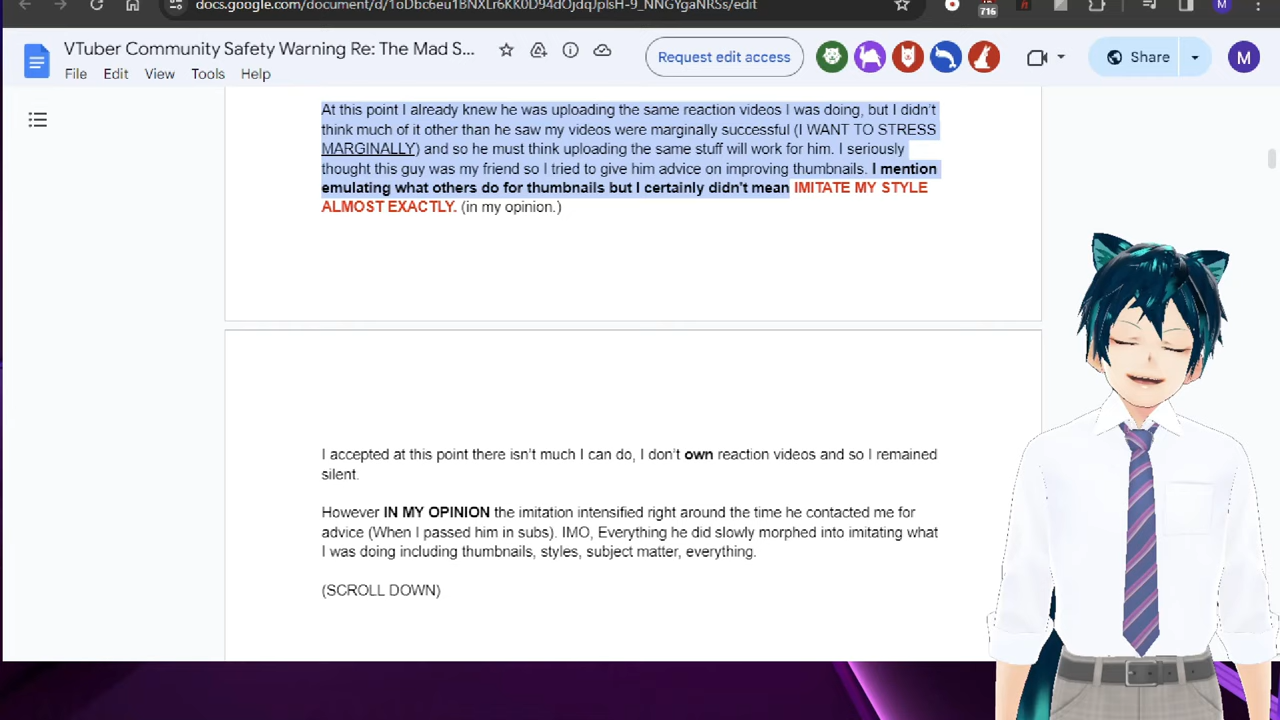 docs.google.com/document/d/1oDbc6eu1BNXLr6KK0D94dOjdqJplsH-9_NNGYgaNRSs/edit
716
M
VTuber Community Safety Warning Re: The Mad S...
File Edit View Tools Help
Request edit access
Share
M
At this point I already knew he was uploading the same reaction videos I was doing, but I didn't
think much of it other than he saw my videos were marginally successful (I WANT TO STRESS
MARGINALLY) and so he must think uploading the same stuff will work for him. I seriously
thought this guy was my friend so I tried to give him advice on improving thumbnails. I mention
emulating what others do for thumbnails but I certainly didn't mean IMITATE MY STYLE
ALMOST EXACTLY. (in my opinion.)
I accepted at this point there isn't much I can do, I don't own reaction videos and so I remained
silent.
However IN MY OPINION the imitation intensified right around the time he contacted me for
advice (When I passed him in subs). IMO, Everything he did slowly morphed into imitating what
I was doing including thumbnails, styles, subject matter, everything.
(SCROLL DOWN)